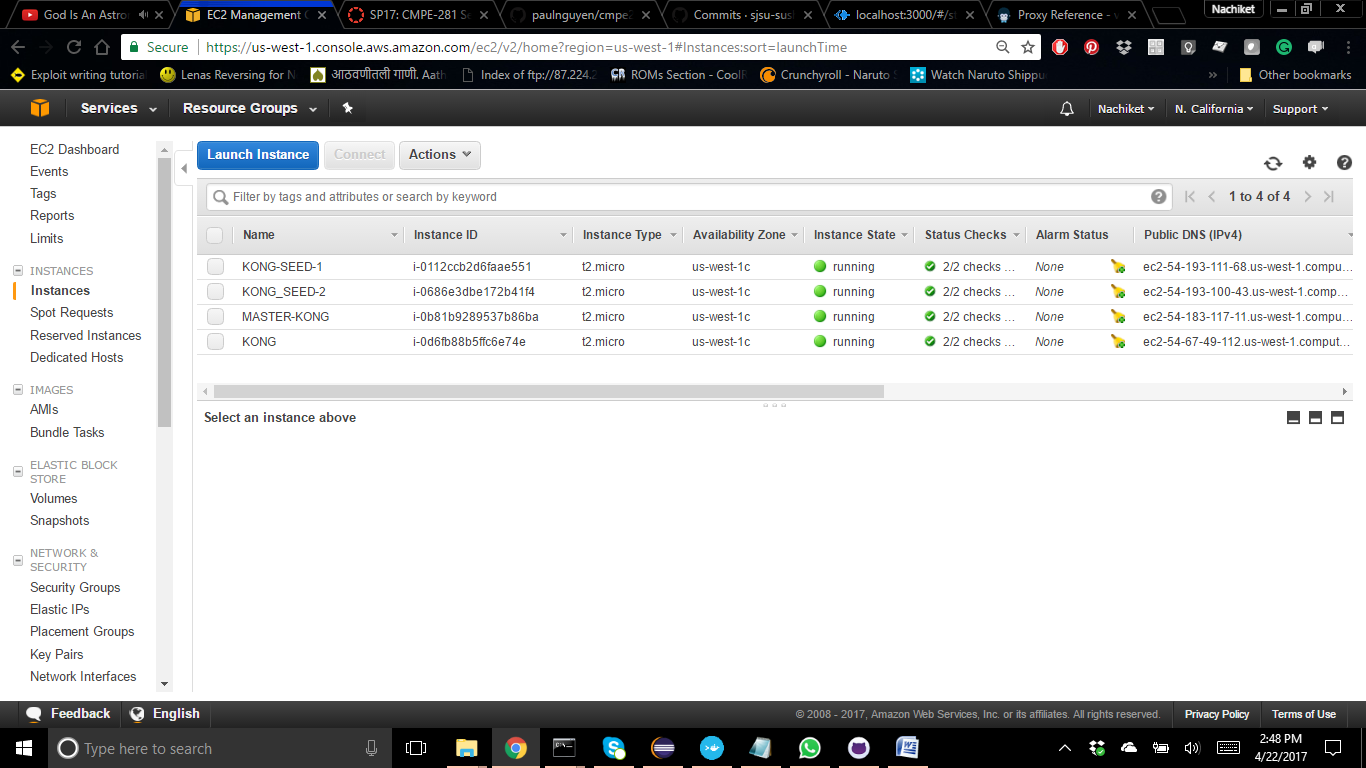 God Is An Astro
EC2 Management C
SP17: CMPE-281 Se
paulnguyen/cmpe2
Commits - sjsu-sust
localhost:3000/#/st
Proxy Reference - v
Nachiket
Secure https://us-west-1.console.aws.amazon.com/ec2/v2/home?region=us-west-1#Instances:sort=launchTime
Exploit writing tutorial
Lenas Reversing for N
आठवणीतली गाणी. Aath
Index of ftp://87.224.2
ROMs Section - CoolR
Crunchyroll - Naruto S
Watch Naruto Shippu
»
Other bookmarks
Services Resource Groups Nachiket N. California Support
EC2 Dashboard
Events
Tags
Reports
Limits
INSTANCES
Instances
Spot Requests
Reserved Instances
Dedicated Hosts
IMAGES
AMIs
Bundle Tasks
ELASTIC BLOCK
STORE
Volumes
Snapshots
NETWORK &
SECURITY
Security Groups
Elastic IPs
Placement Groups
Key Pairs
Network Interfaces
Launch Instance Connect Actions
Filter by tags and attributes or search by keyword 1 to 4 of 4
Name Instance ID Instance Type Availability Zone Instance State Status Checks Alarm Status Public DNS (IPv4)
KONG-SEED-1 i-0112ccb2d6faae551 t2.micro us-west-1c running 2/2 checks ... None ec2-54-193-111-68.us-west-1.compu...
KONG_SEED-2 i-0686e3dbe172b41f4 t2.micro us-west-1c running 2/2 checks ... None ec2-54-193-100-43.us-west-1.comp...
MASTER-KONG i-0b81b9289537b86ba t2.micro us-west-1c running 2/2 checks ... None ec2-54-183-117-11.us-west-1.compu...
KONG i-0d6fb88b5ffc6e74e t2.micro us-west-1c running 2/2 checks ... None ec2-54-67-49-112.us-west-1.comput...
Select an instance above
Feedback English © 2008 - 2017, Amazon Web Services, Inc. or its affiliates. All rights reserved. Privacy Policy Terms of Use
Type here to search
2:48 PM
4/22/2017